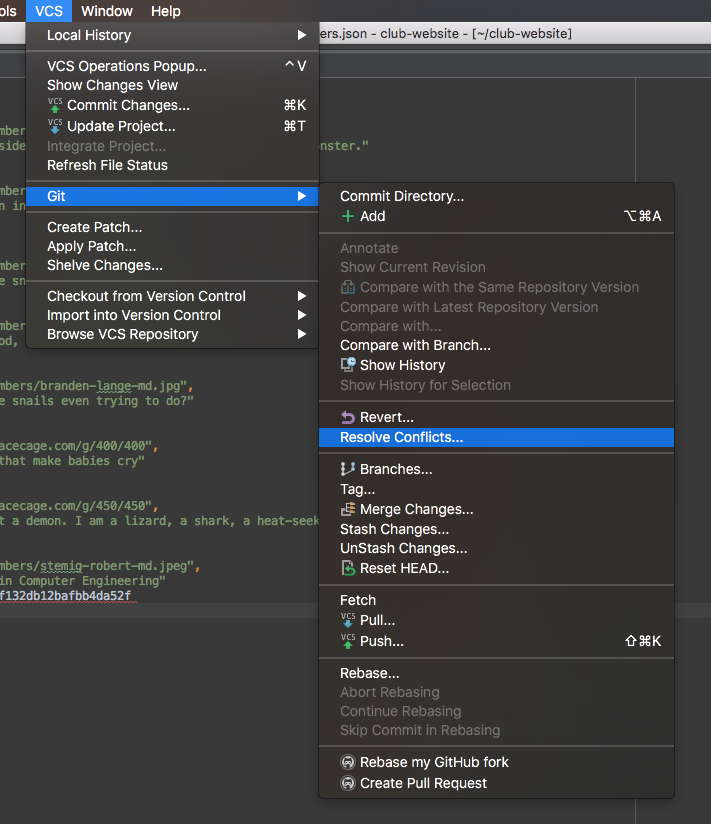 ols VCS Window Help
ers.json - club-website - [~/club-website]
Local History
VCS Operations Popup... ⌃V
Show Changes View
VCS Commit Changes... ⌘K
VCS Update Project... ⌘T
Integrate Project...
Refresh File Status
Git
Create Patch...
Apply Patch...
Shelve Changes...
Checkout from Version Control
Import into Version Control
Browse VCS Repository
Commit Directory...
Add ⌥⌘A
Annotate
Show Current Revision
Compare with the Same Repository Version
Compare with Latest Repository Version
Compare with...
Compare with Branch...
Show History
Show History for Selection
Revert...
Resolve Conflicts...
Branches...
Tag...
Merge Changes...
Stash Changes...
UnStash Changes...
Reset HEAD...
Fetch
VCS Pull...
VCS Push... ⇧⌘K
Rebase...
Abort Rebasing
Continue Rebasing
Skip Commit in Rebasing
Rebase my GitHub fork
Create Pull Request
mber
side onster."
mber
n in
mber
e sn
mber
od,
mbers/branden-lange-md.jpg",
e snails even trying to do?"
acecage.com/g/400/400",
that make babies cry"
acecage.com/g/450/450",
t a demon. I am a lizard, a shark, a heat-seek
mbers/stemig-robert-md.jpeg",
in Computer Engineering"
f132db12bafbb4da52f